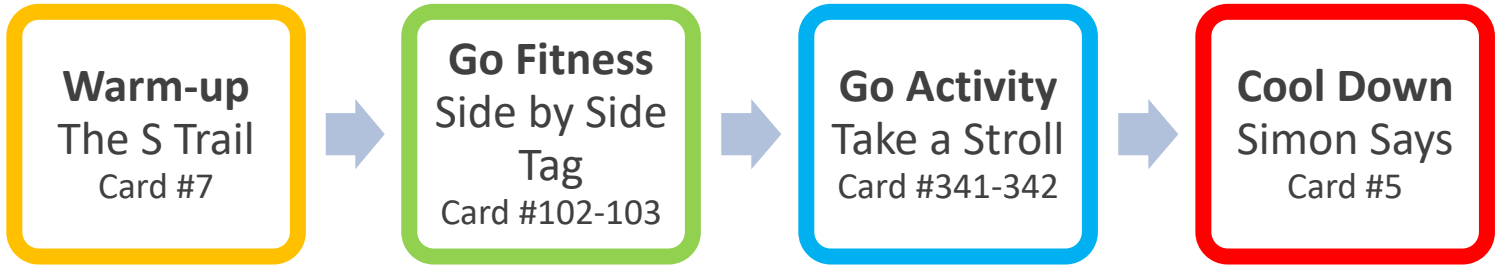 Warm-up
The S Trail
Card #7
Go Fitness
Side by Side
Tag
Card #102-103
Go Activity
Take a Stroll
Card #341-342
Cool Down
Simon Says
Card #5